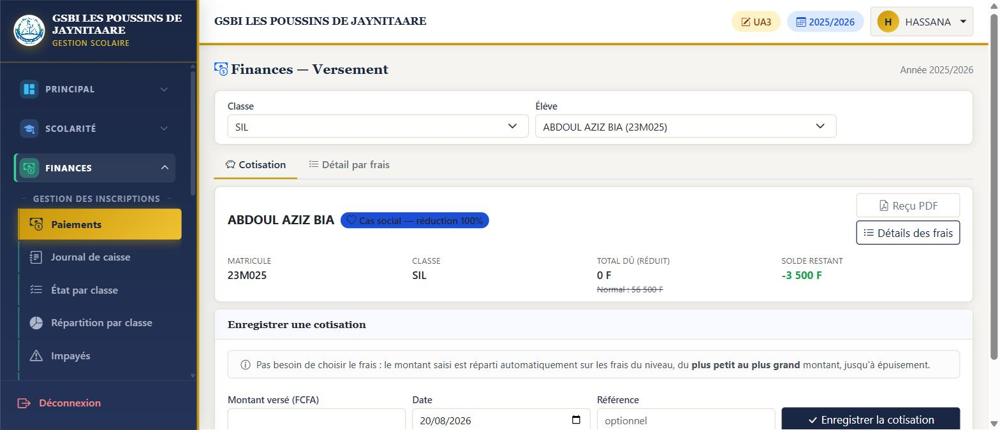 GSBI LES POUSSINS DE
JAYNITAARE
GESTION SCOLAIRE
PRINCIPAL
SCOLARITÉ
FINANCES
GESTION DES INSCRIPTIONS
Paiements
Journal de caisse
État par classe
Répartition par classe
Impayés
Déconnexion
GSBI LES POUSSINS DE JAYNITAARE
UA3
2025/2026
H
HASSANA
Finances — Versement
Année 2025/2026
Classe
Élève
SIL
ABDOUL AZIZ BIA (23M025)
Cotisation
Détail par frais
ABDOUL AZIZ BIA
Cas social — réduction 100%
Reçu PDF
Détails des frais
MATRICULE
CLASSE
TOTAL DÛ (RÉDUIT)
SOLDE RESTANT
23M025
SIL
0 F
-3 500 F
Normal : 56 500 F
Enregistrer une cotisation
Pas besoin de choisir le frais : le montant saisi est réparti automatiquement sur les frais du niveau, du plus petit au plus grand montant, jusqu'à épuisement.
Montant versé (FCFA)
Date
Référence
20/08/2026
optionnel
Enregistrer la cotisation